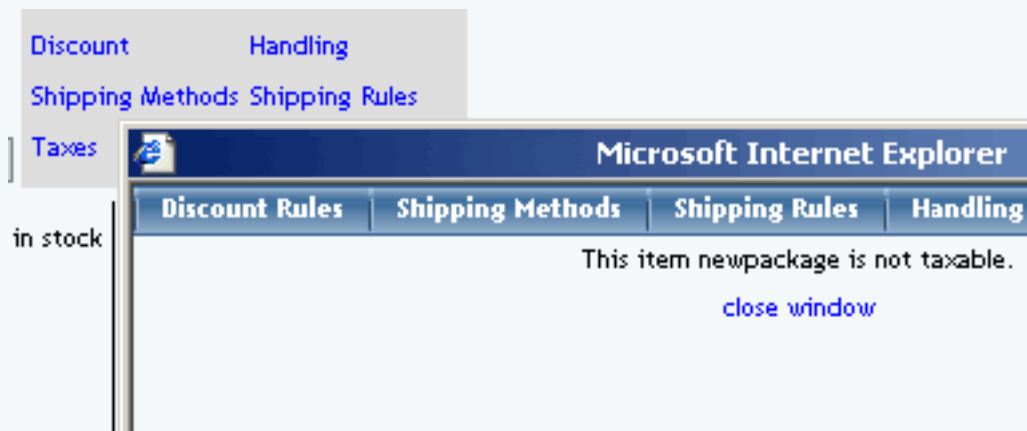 Discount Handling
Shipping Methods Shipping Rules
Taxes
Microsoft Internet Explorer
Discount Rules Shipping Methods Shipping Rules Handling
in stock
This item newpackage is not taxable.
close window